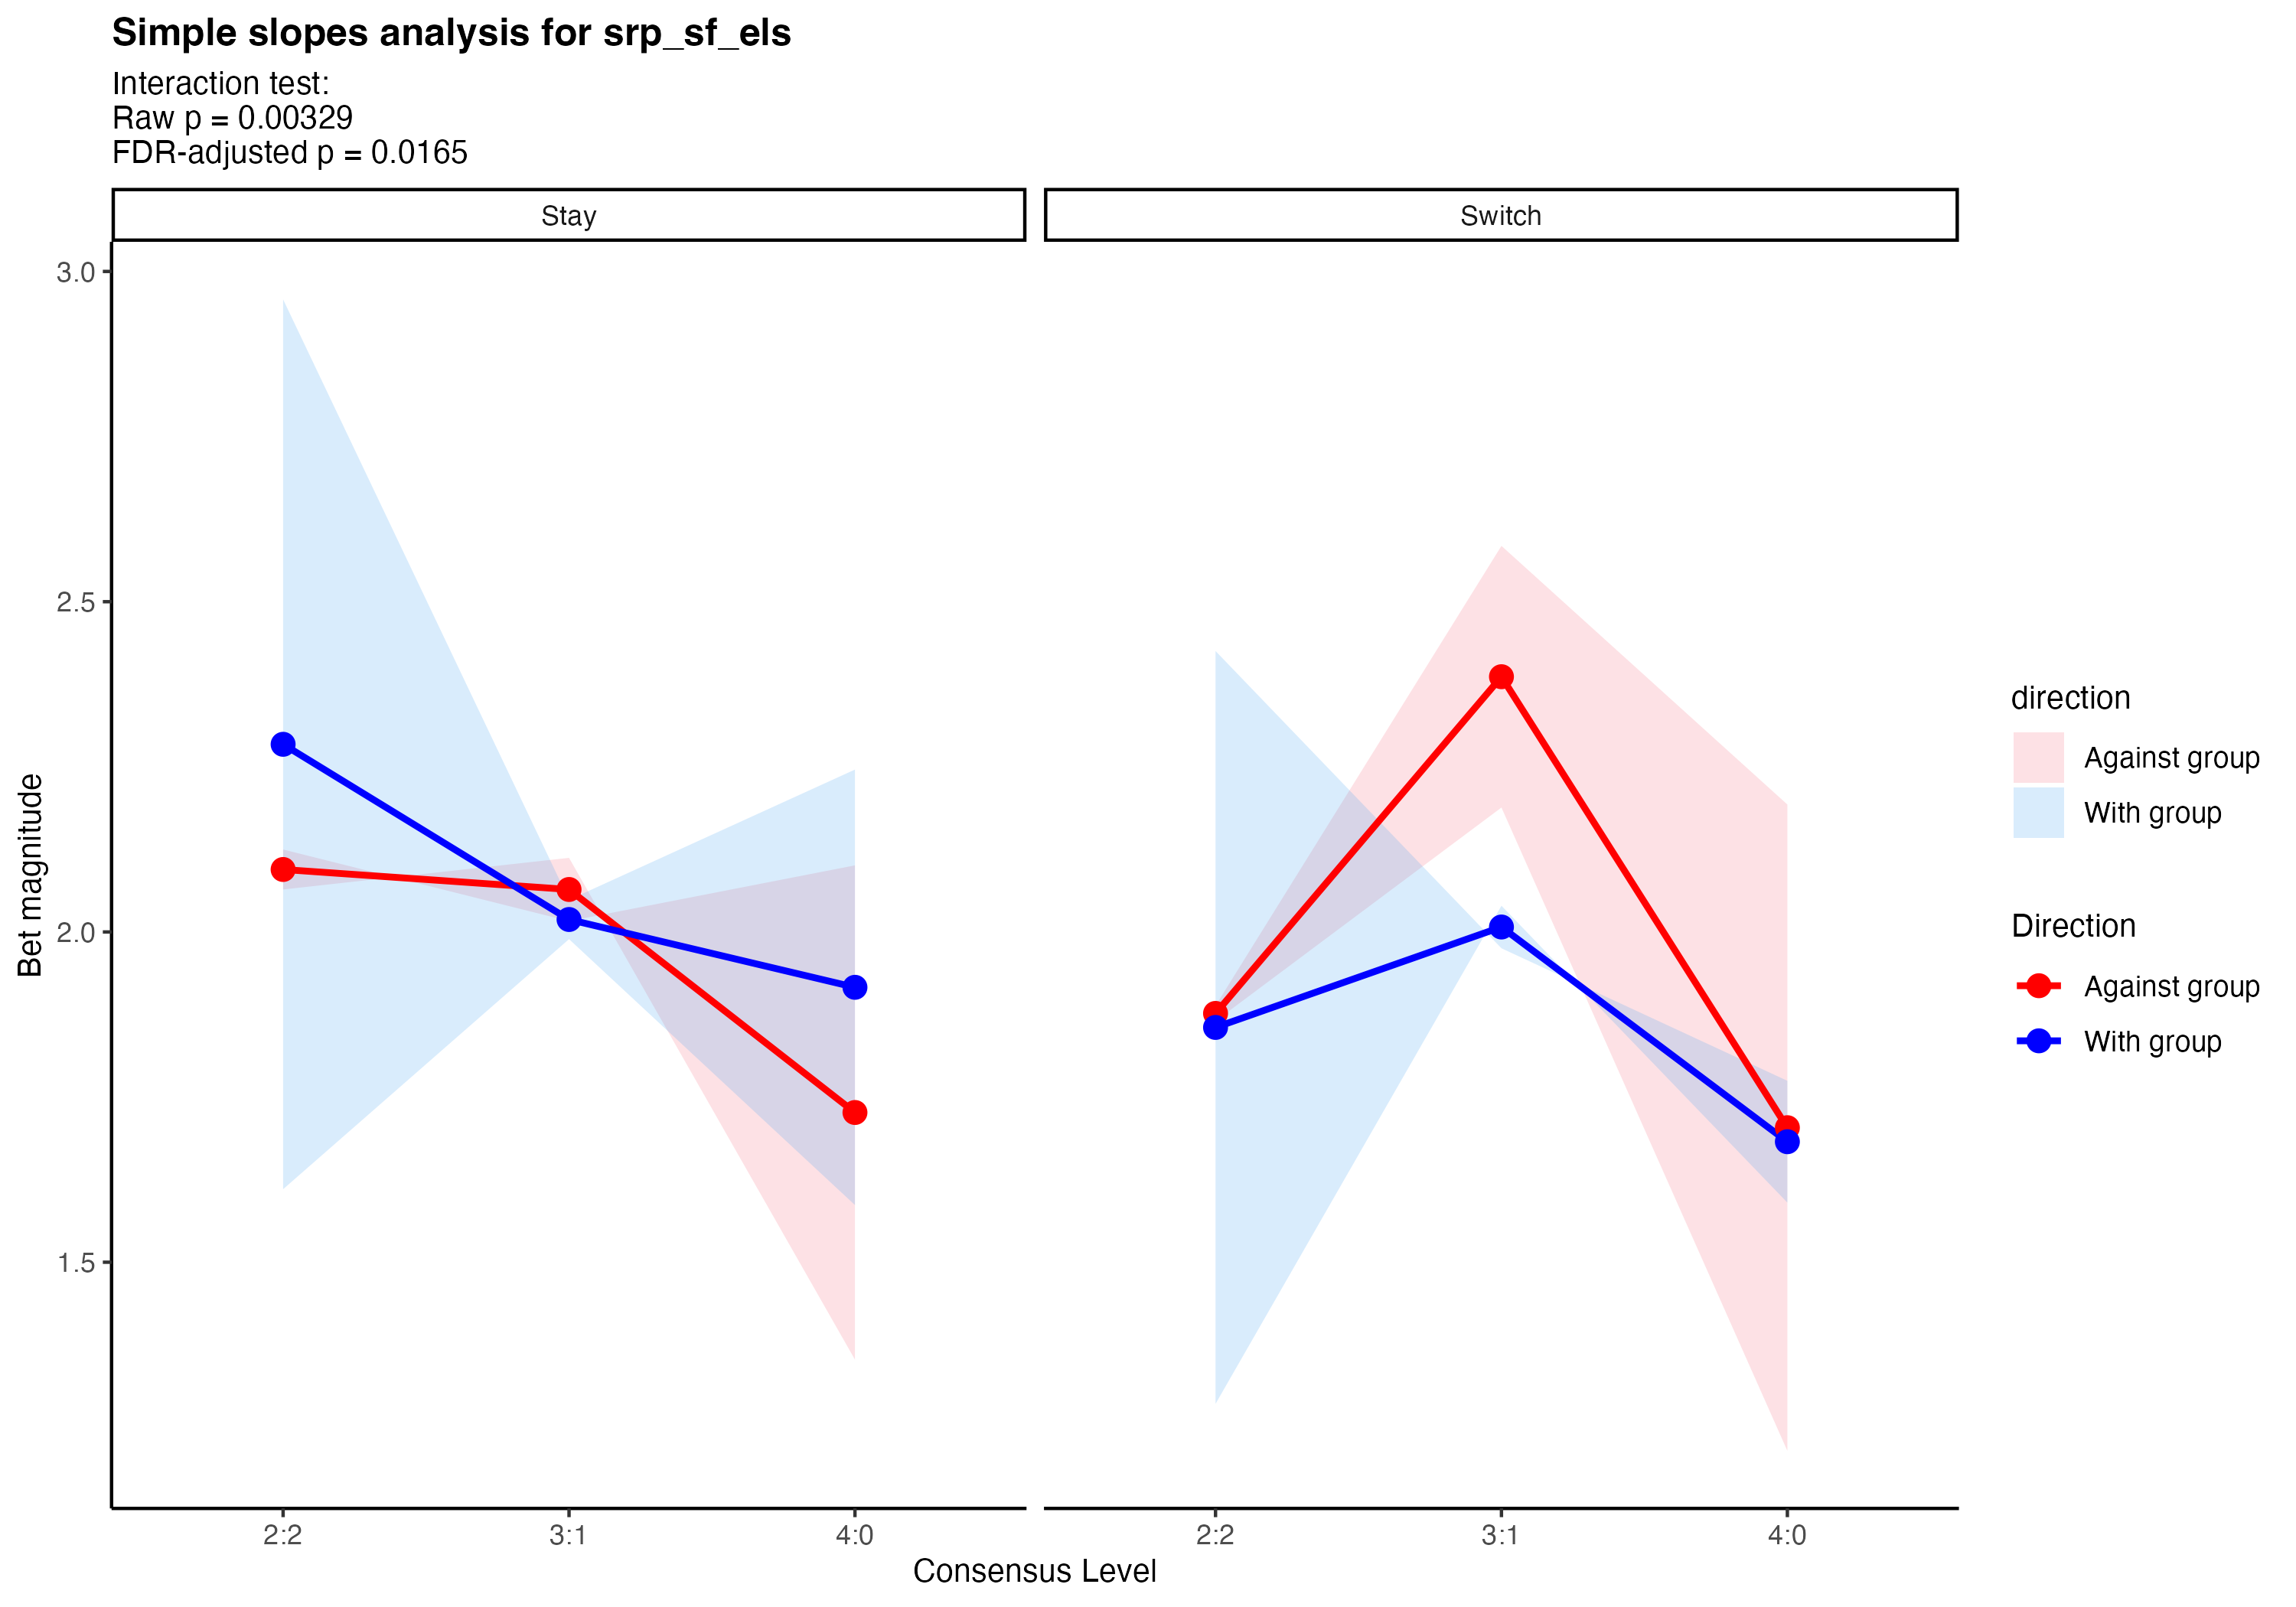 Simple slopes analysis for srp_sf_els
Interaction test:
Raw p = 0.00329
FDR-adjusted p = 0.0165
Stay
Switch
3.0
2.5
2.0
1.5
Bet magnitude
2:2
3:1
4:0
2:2
3:1
4:0
Consensus Level
direction
Against group
With group
Direction
Against group
With group